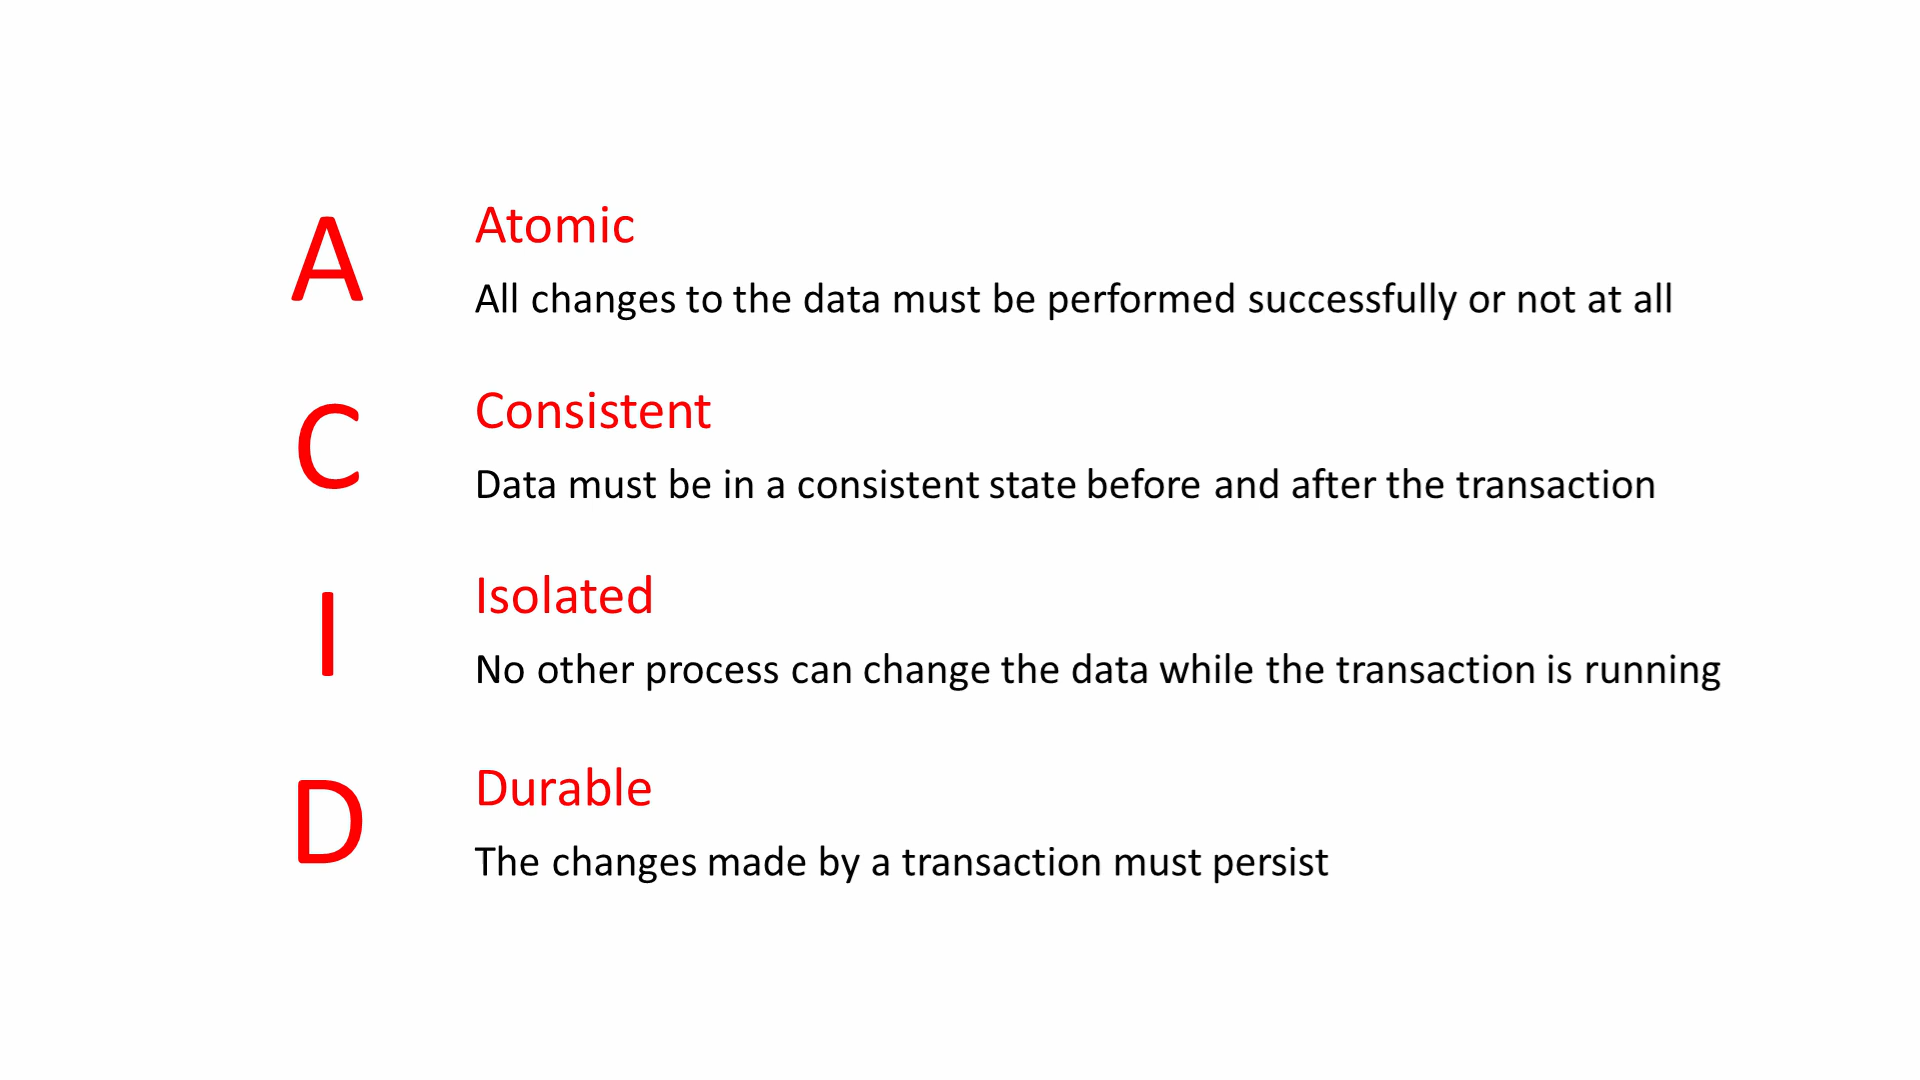 A
Atomic
All changes to the data must be performed successfully or not at all
C
Consistent
Data must be in a consistent state before and after the transaction
I
Isolated
No other process can change the data while the transaction is running
D
Durable
The changes made by a transaction must persist